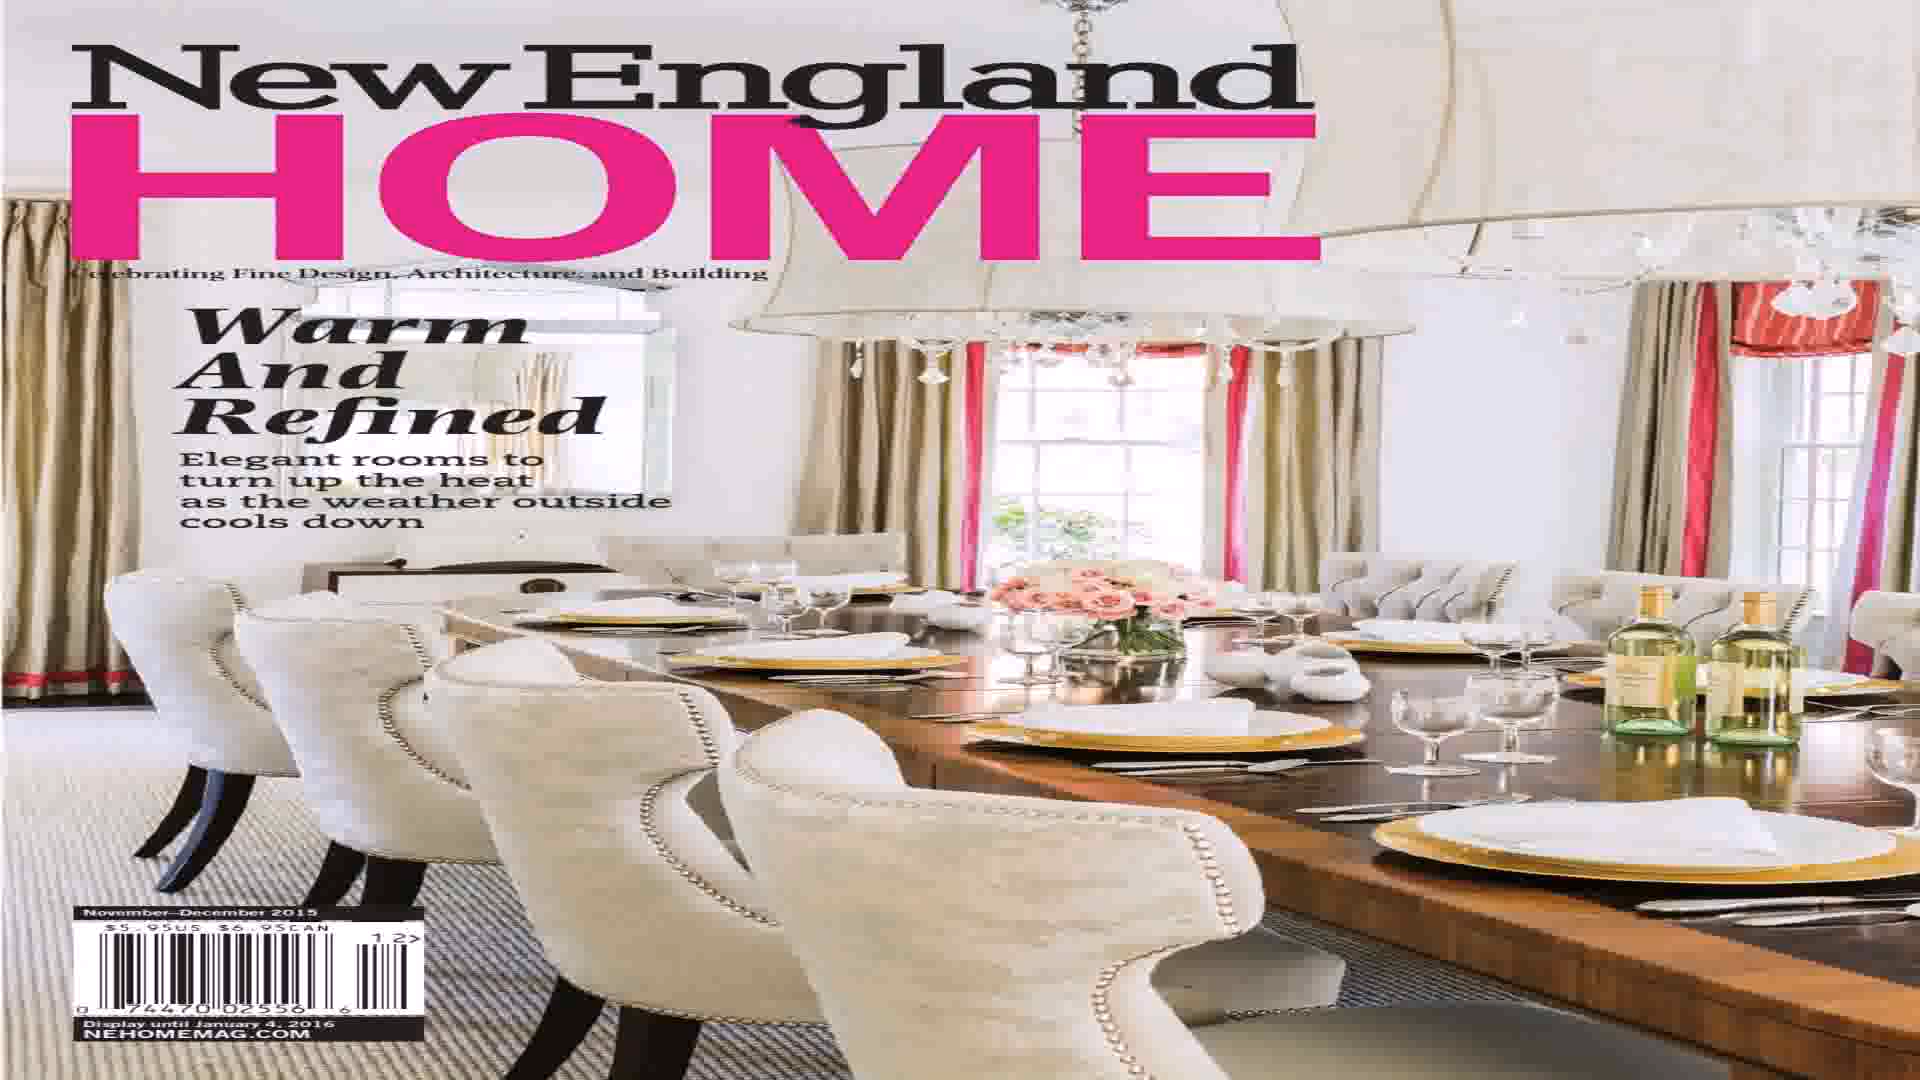 New England
HOME
Celebrating Fine Design, Architecture, and Building
Warm
And
Refined
Elegant rooms to
turn up the heat
as the weather outside
cools down
November–December 2015
$5.95US $6.95CAN
12>
0 74470 02556 6
Display until January 4, 2016
NEHOMEMAG.COM